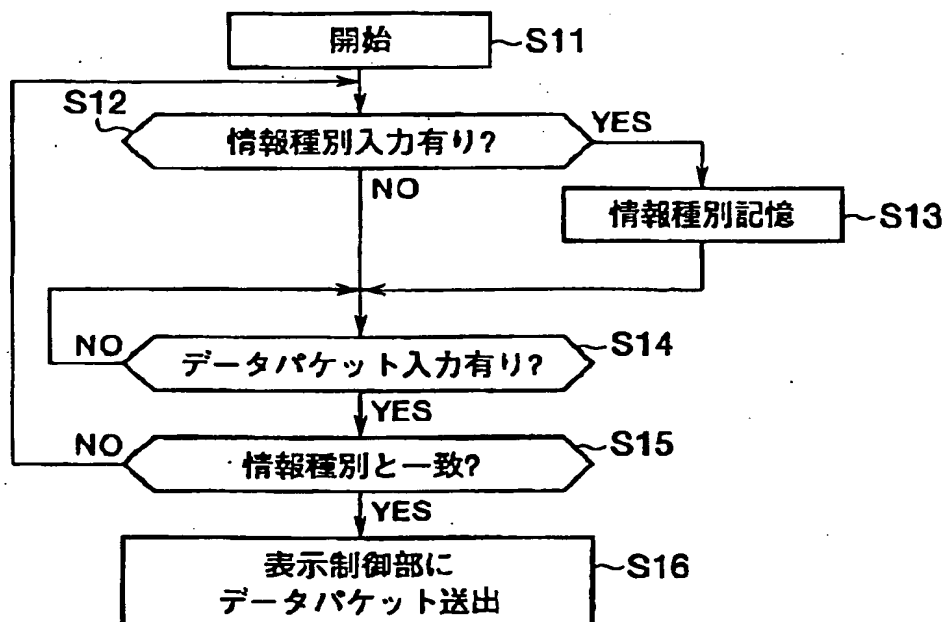 開始
S11
S12
情報種別入力有り?
YES
NO
情報種別記憶
S13
NO
データパケット入力有り?
S14
YES
NO
情報種別と一致?
S15
YES
表示制御部に
データパケット送出
S16